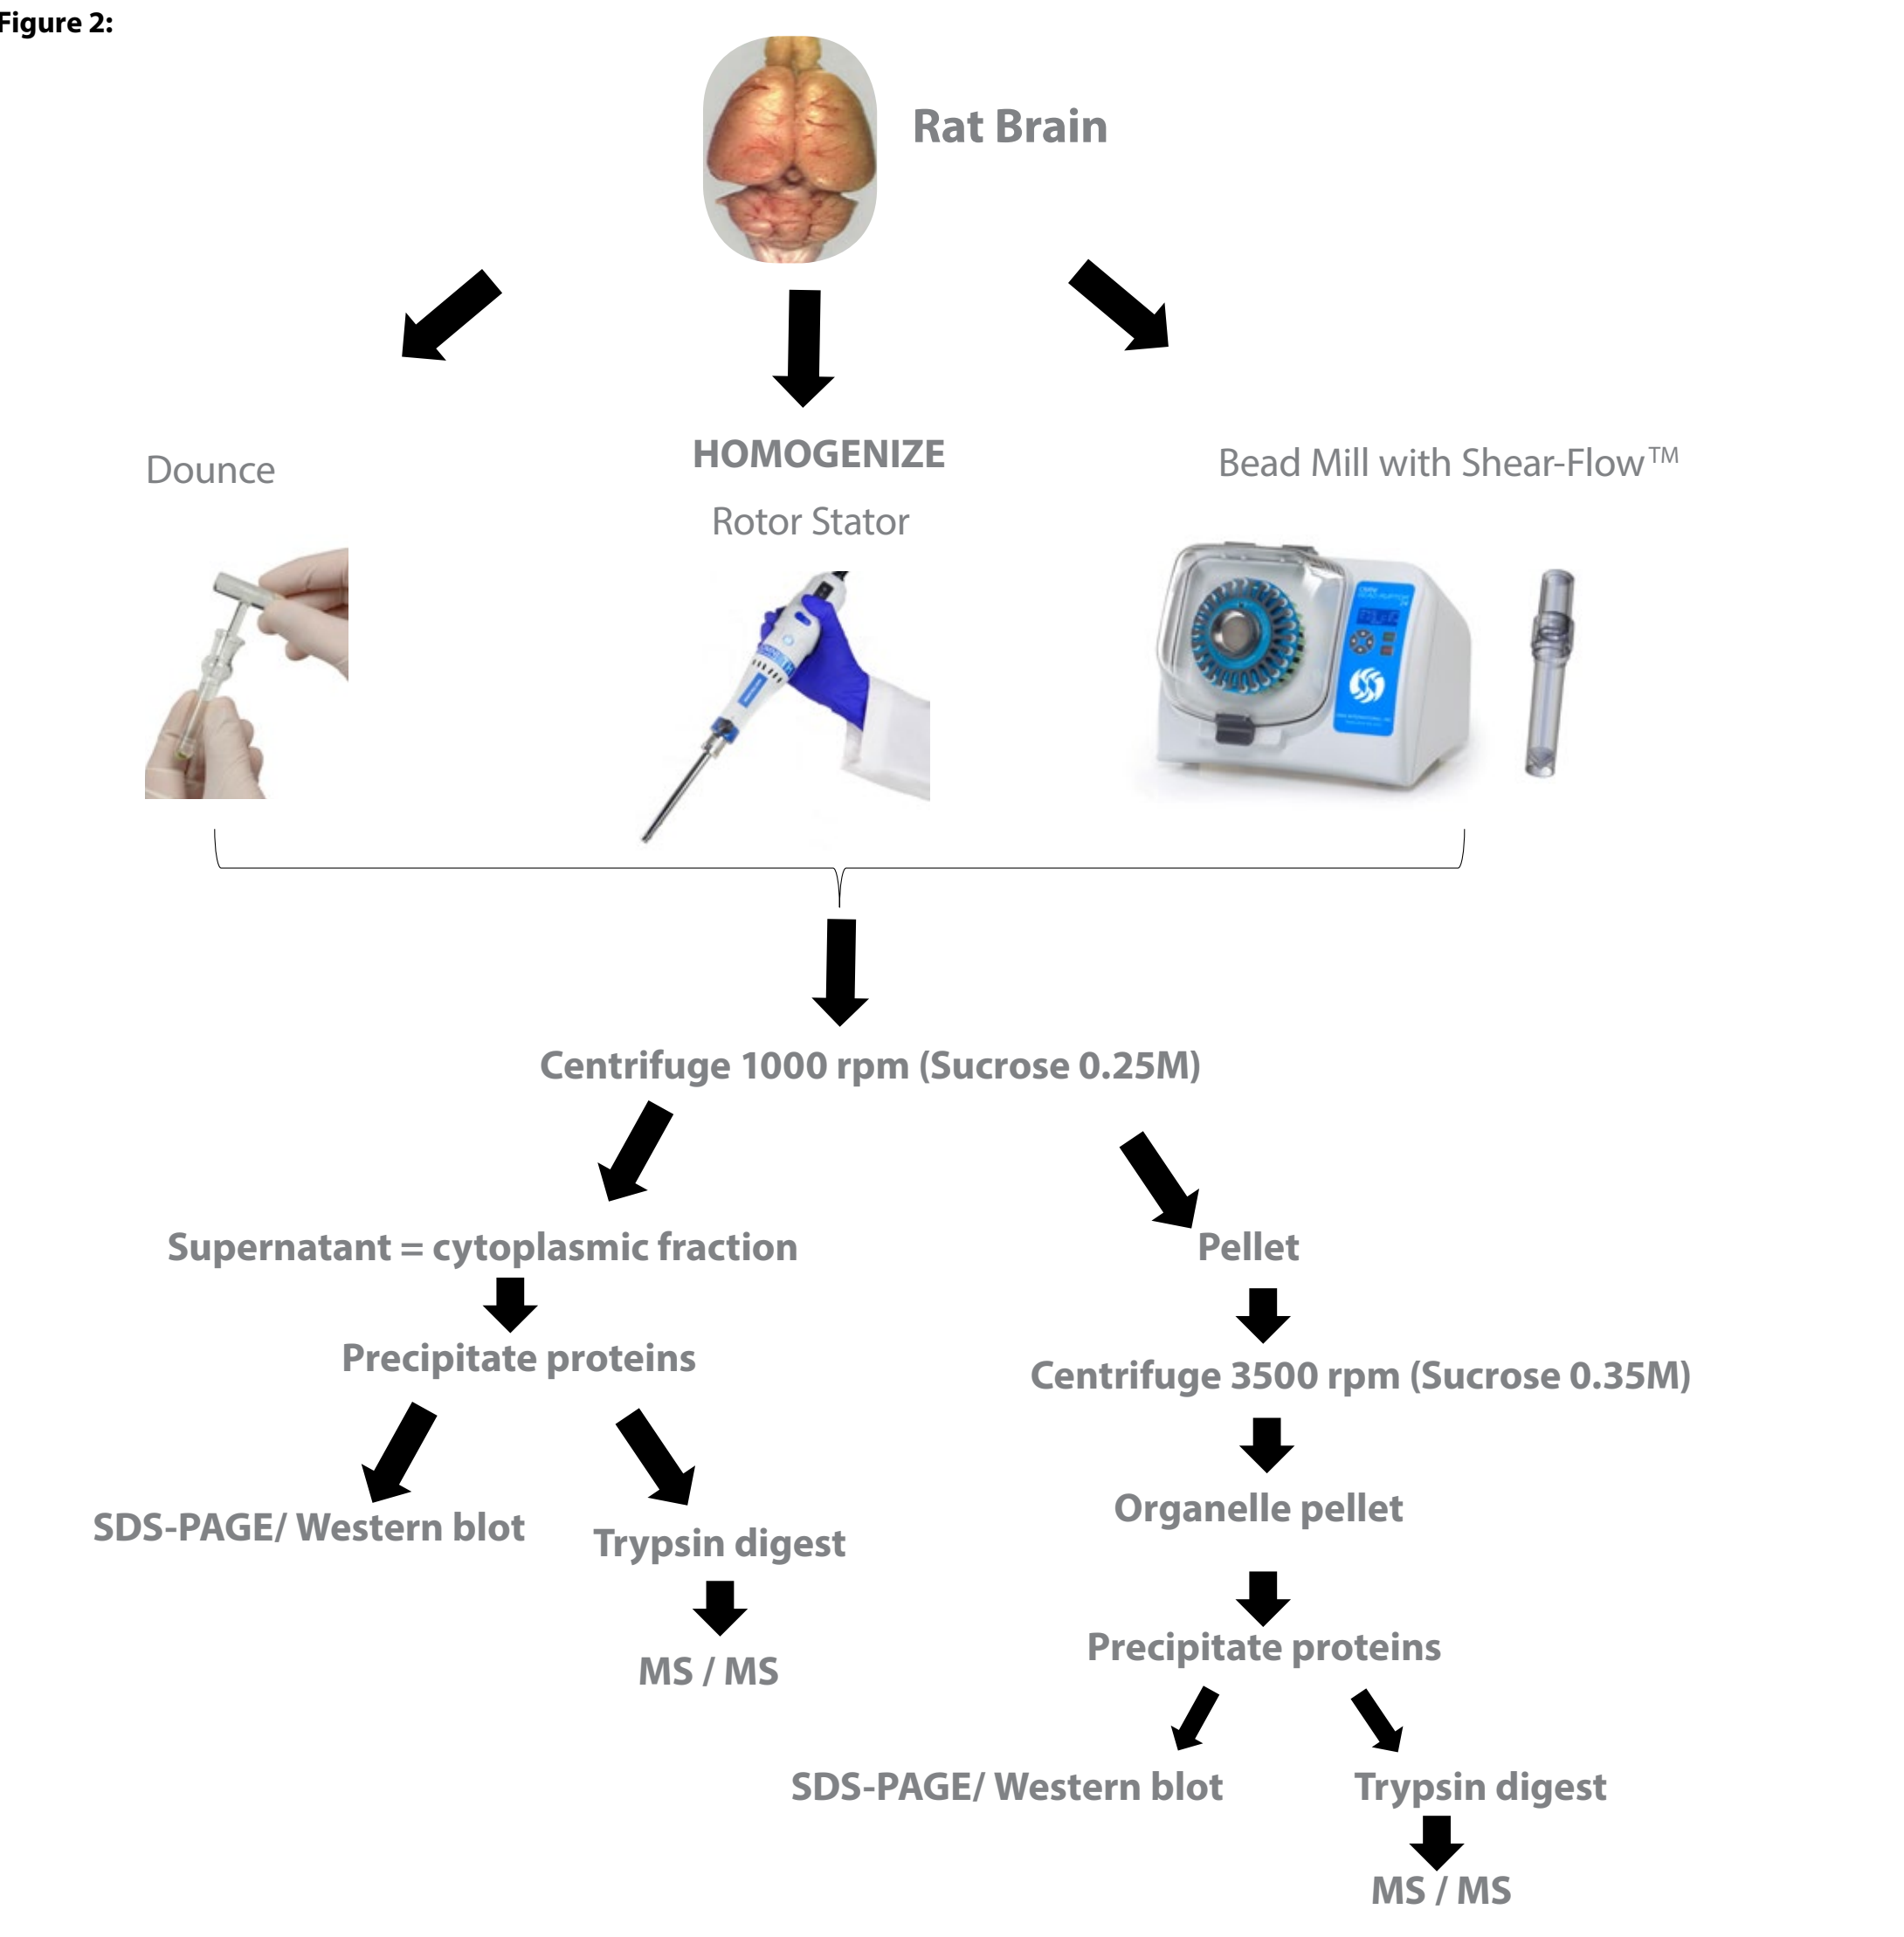 Figure 2:
Rat Brain
Dounce
HOMOGENIZE
Rotor Stator
Bead Mill with Shear-Flow™
Centrifuge 1000 rpm (Sucrose 0.25M)
Supernatant = cytoplasmic fraction
Pellet
Precipitate proteins
Centrifuge 3500 rpm (Sucrose 0.35M)
SDS-PAGE/ Western blot
Trypsin digest
Organelle pellet
MS / MS
Precipitate proteins
SDS-PAGE/ Western blot
Trypsin digest
MS / MS